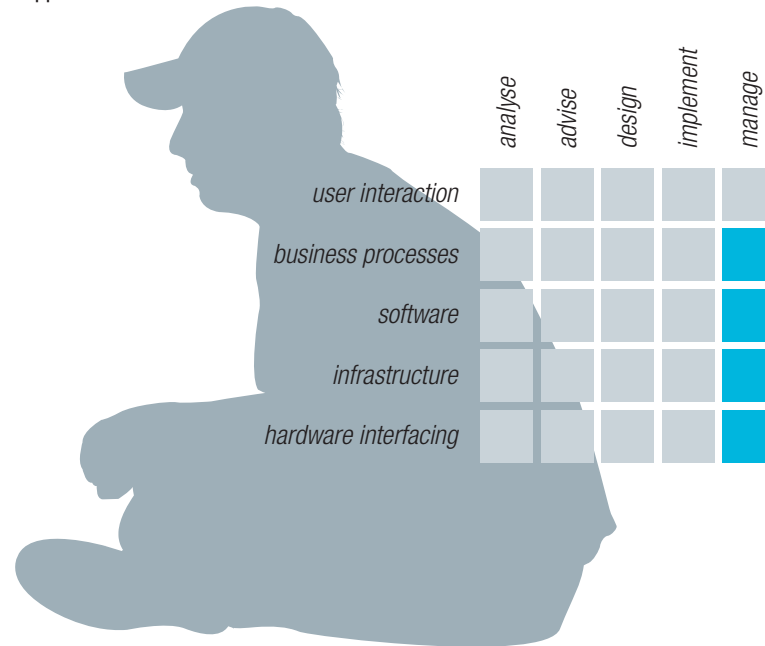 analyse
advise
design
implement
manage
user interaction
business processes
software
infrastructure
hardware interfacing